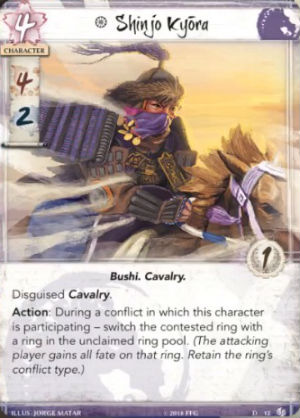 4
Shinjo Kyōra
CHARACTER
4
2
1
Bushi. Cavalry.
Disguised Cavalry.
Action: During a conflict in which this character
is participating – switch the contested ring with
a ring in the unclaimed ring pool. (The attacking
player gains all fate on that ring. Retain the ring's
conflict type.)
ILLUS. JORGE MATAR
© 2018 FFG